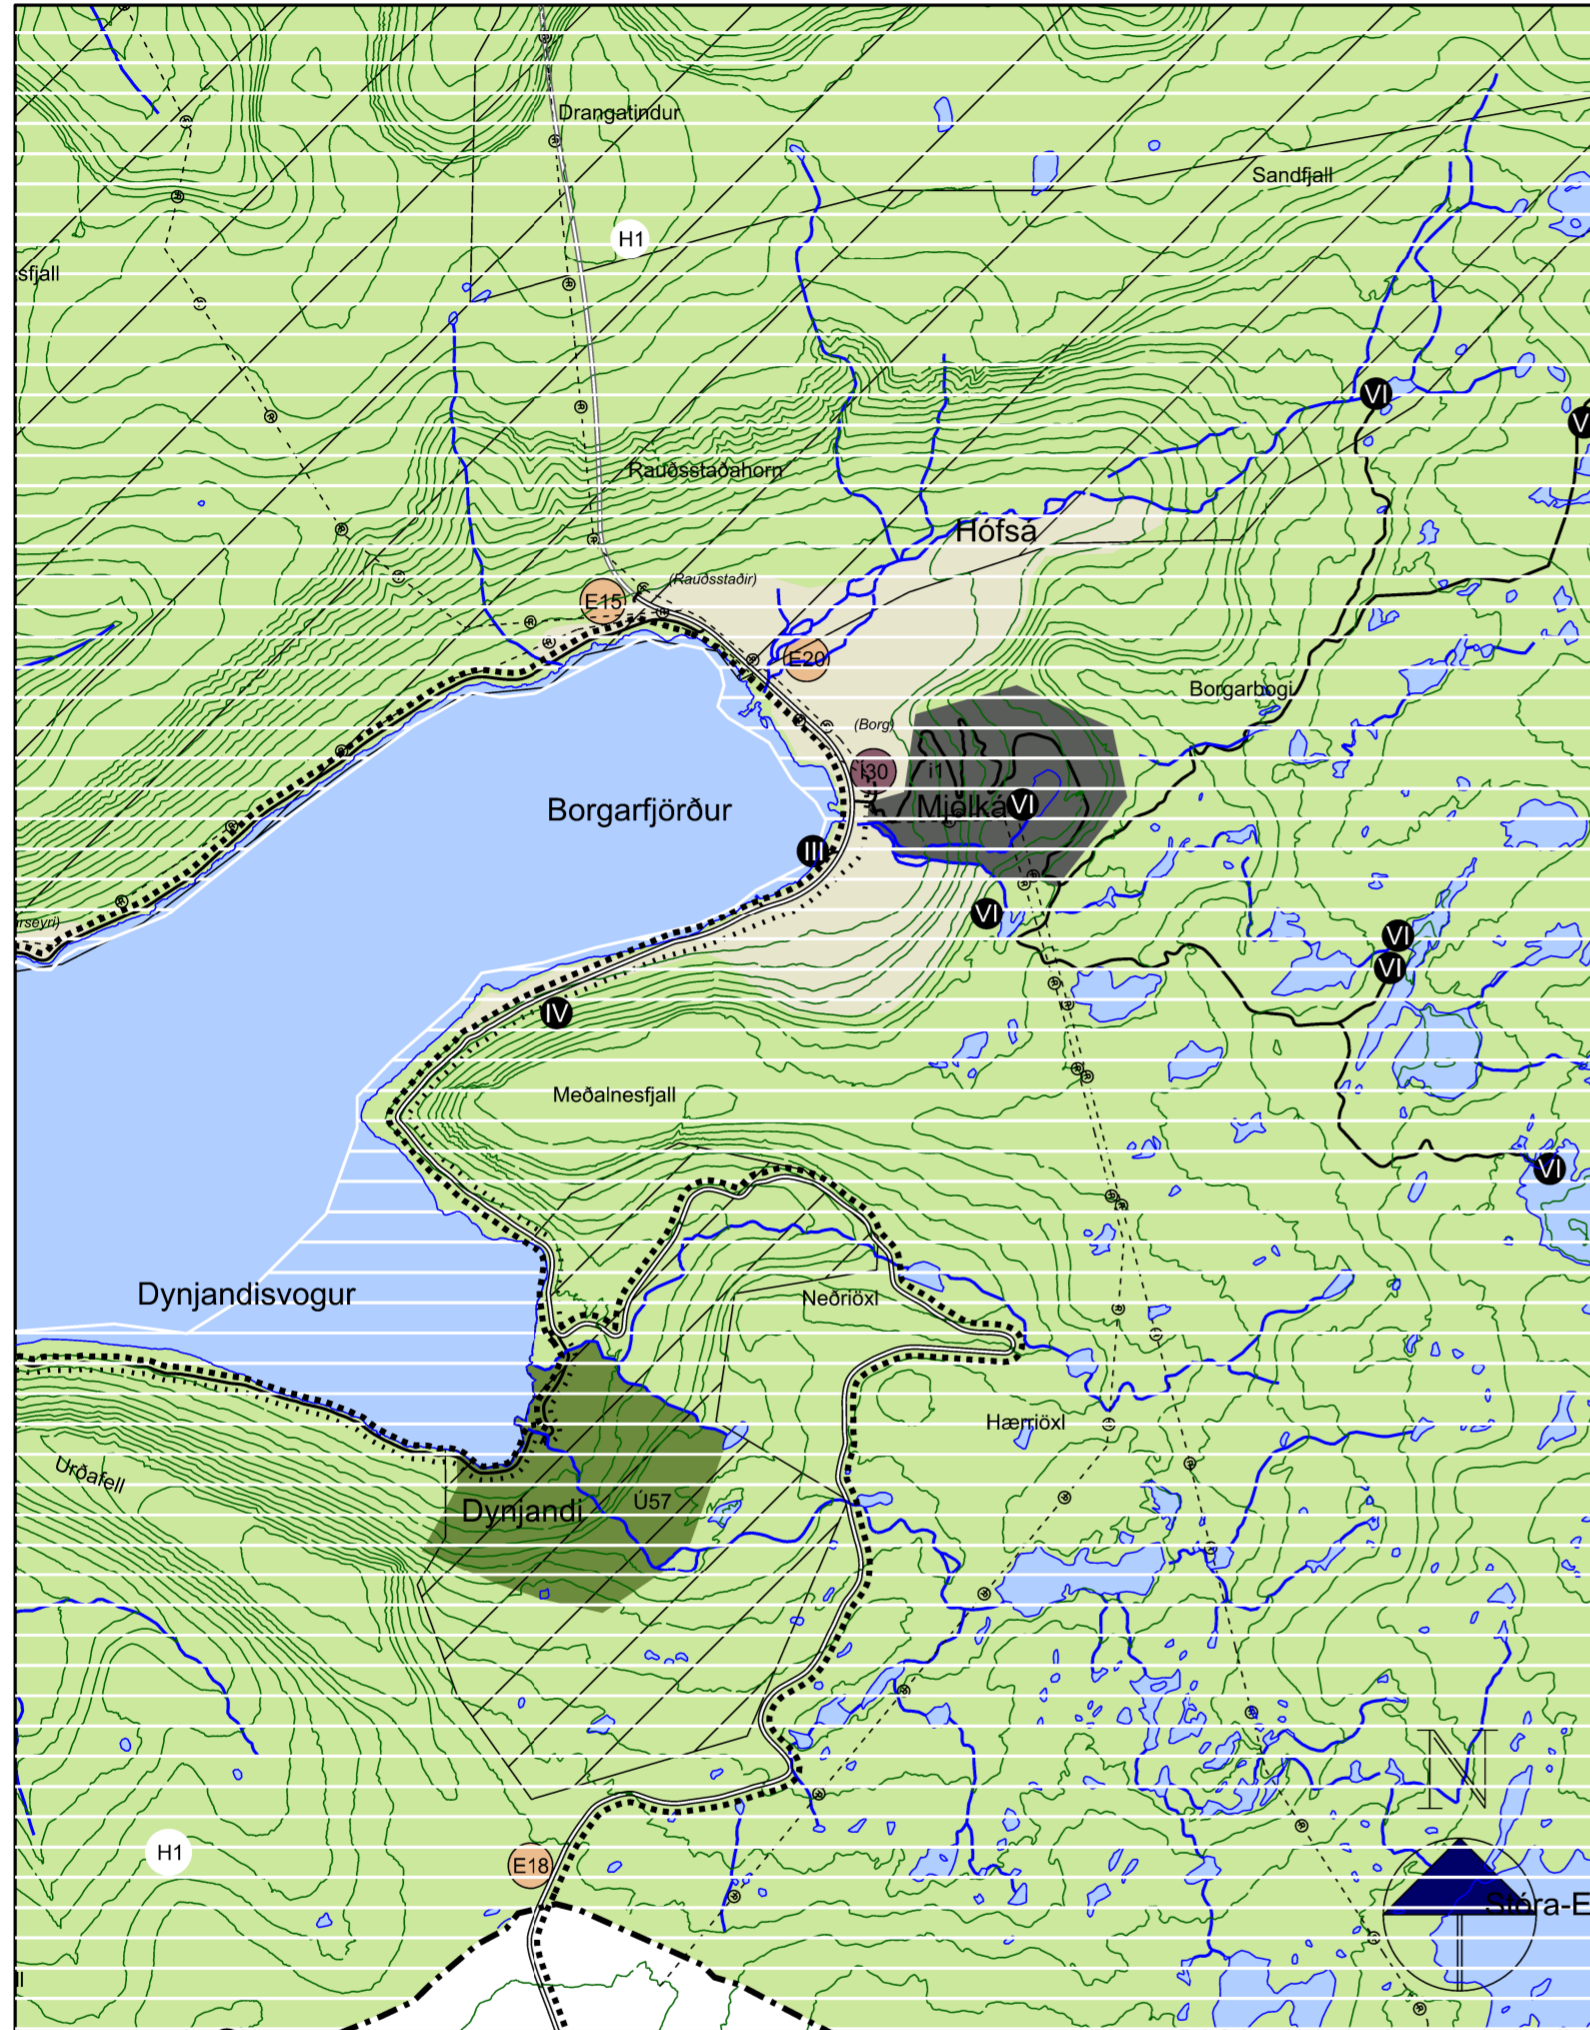 Drangatindur
Sandfjall
H1
sfjall
VI
V
Rauðsstaðahorn
Hófsá
(Rauðsstaðir)
E15
(E20)
Borgarbogi
(Borg)
i30
i1
Borgarfjörður
Mjólká
VI
III
VI
rseyri)
VI
VI
IV
Meðalnesfjall
VI
Dynjandisvogur
Neðriöxl
Hærriöxl
Urðafell
Dynjandi
Ú57
N
H1
E18
Stóra-E
ll